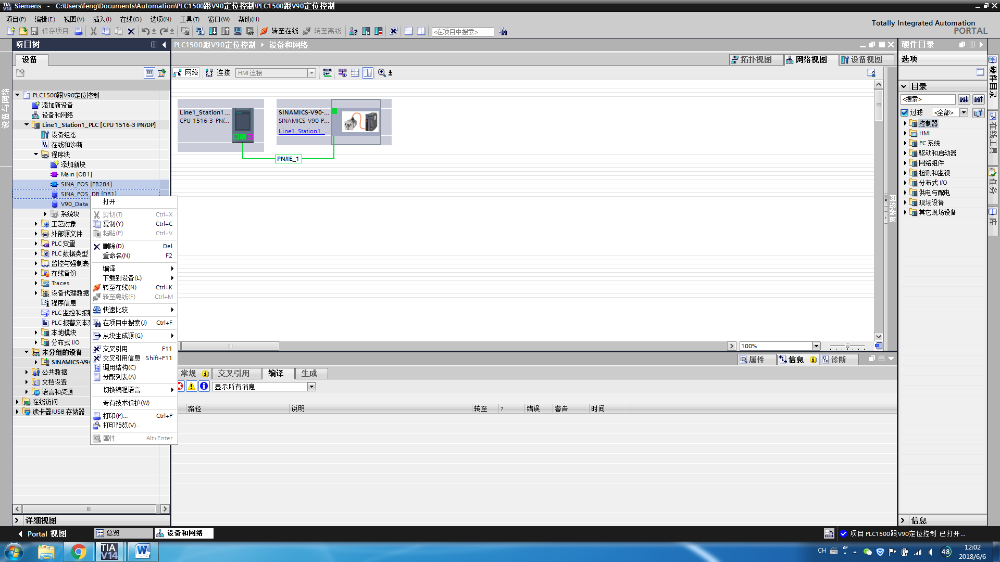 Siemens - C:\Users\feng\Documents\Automation\PLC1500跟V90定位控制\PLC1500跟V90定位控制
项目(P) 编辑(E) 视图(V) 插入(I) 在线(O) 选项(N) 工具(T) 窗口(W) 帮助(H)
Totally Integrated Automation
PORTAL
保存项目 转至在线 转至离线 <在项目中搜索>
项目树
PLC1500跟V90定位控制 ▸ 设备和网络
硬件目录
设备
拓扑视图 网络视图 设备视图
选项
网络 连接 HMI 连接
设备与网络
PLC1500跟V90定位控制
添加新设备
设备和网络
Line1_Station1_PLC [CPU 1516-3 PN/DP]
设备组态
在线和诊断
程序块
添加新块
Main [OB1]
SINA_POS [FB284]
SINA_POS_DB [DB1]
V90_Data
系统块
工艺对象
外部源文件
PLC 变量
PLC 数据类型
监控与强制表
在线备份
Traces
设备代理数据
程序信息
PLC 监控和报
PLC 报警文本
本地模块
分布式 I/O
未分组的设备
SINAMICS-V9
公共数据
文档设置
语言和资源
在线访问
读卡器/USB 存储器
详细视图
打开
剪切(T) Ctrl+X
复制(Y) Ctrl+C
粘贴(P) Ctrl+V
删除(D) Del
重命名(N) F2
编译
下载到设备(L)
转至在线(N) Ctrl+K
转至离线(F) Ctrl+M
快速比较
在项目中搜索(J) Ctrl+F
从块生成源(G)
交叉引用 F11
交叉引用信息 Shift+F11
调用结构(C)
分配列表(A)
切换编程语言
专有技术保护(W)
打印(P)... Ctrl+P
打印预览(V)...
属性... Alt+Enter
Line1_Station1...
CPU 1516-3 PN/...
SINAMICS-V90-...
SINAMICS V90 P...
Line1_Station1_...
PN/IE_1
网络数据
100%
属性 信息 诊断
常规 交叉引用 编译 生成
显示所有消息
路径 说明 转至 ? 错误 警告 时间
目录
<搜索>
过滤 <全部>
控制器
HMI
PC 系统
驱动和启动器
网络组件
检测和监视
分布式 I/O
供电与配电
现场设备
其它现场设备
信息
硬件目录
在线工具
任务
库
Portal 视图 总览 设备和网络
项目 PLC1500跟V90定位控制 已打开...
TIA V14
CH
48
12:02
2018/6/6